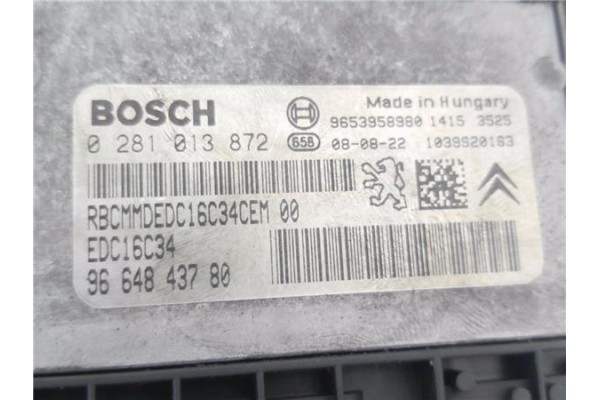 BOSCH
Made in Hungary
9653958980 1415 3525
0 281 013 872 65B 08-08-22 1039S20163
RBCMMDEDC16C34CEM 00
EDC16C34
96 648 437 80